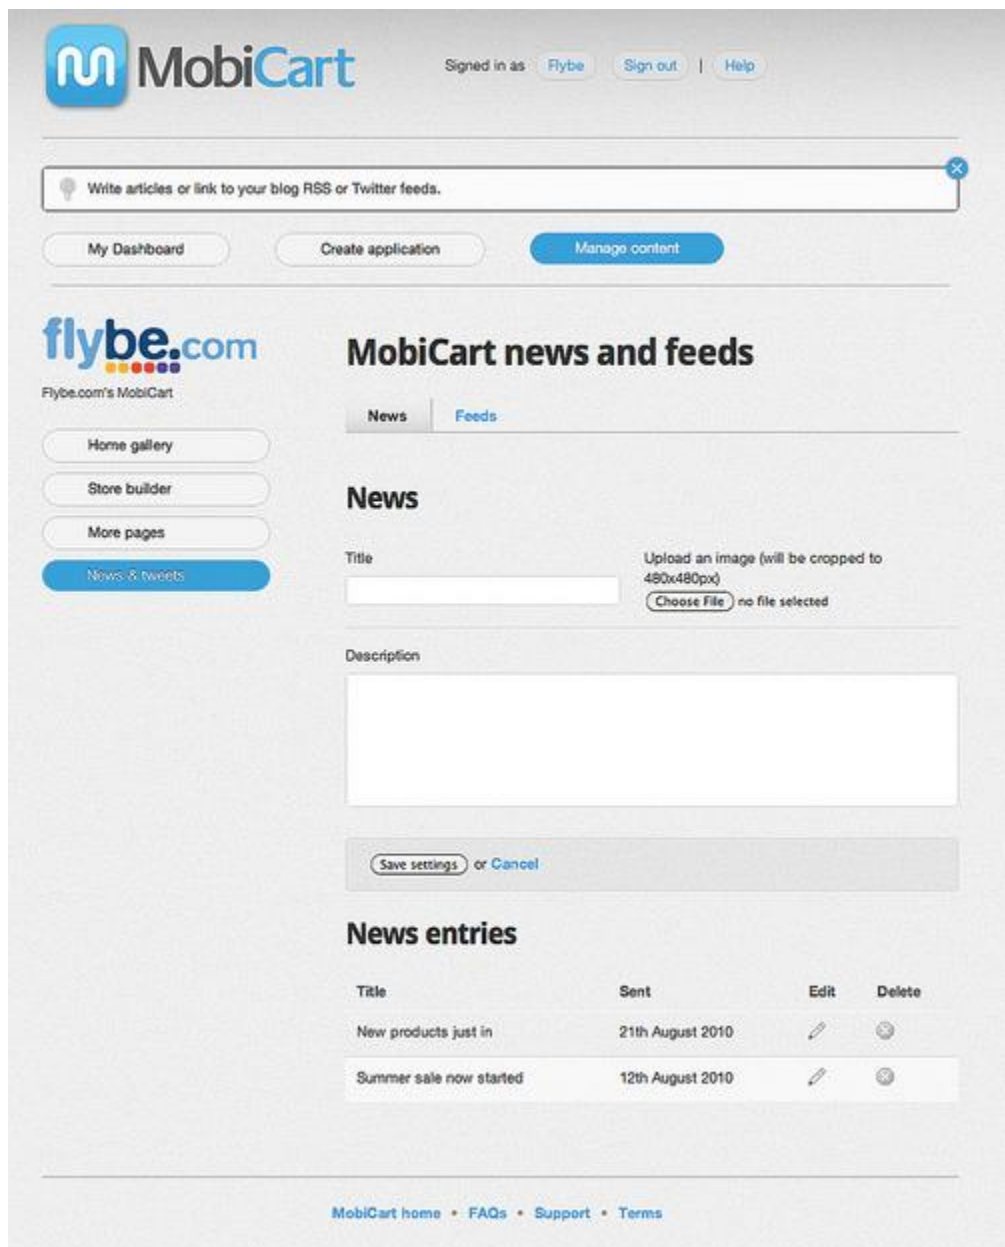 MobiCart
Signed in as Flybe Sign out | Help
Write articles or link to your blog RSS or Twitter feeds.
My Dashboard
Create application
Manage content
flybe.com
Flybe.com's MobiCart
Home gallery
Store builder
More pages
News & tweets
MobiCart news and feeds
News
Feeds
News
Title
Upload an image (will be cropped to
480x480px)
Choose File no file selected
Description
Save settings or Cancel
News entries
Title Sent Edit Delete
New products just in 21th August 2010
Summer sale now started 12th August 2010
MobiCart home • FAQs • Support • Terms